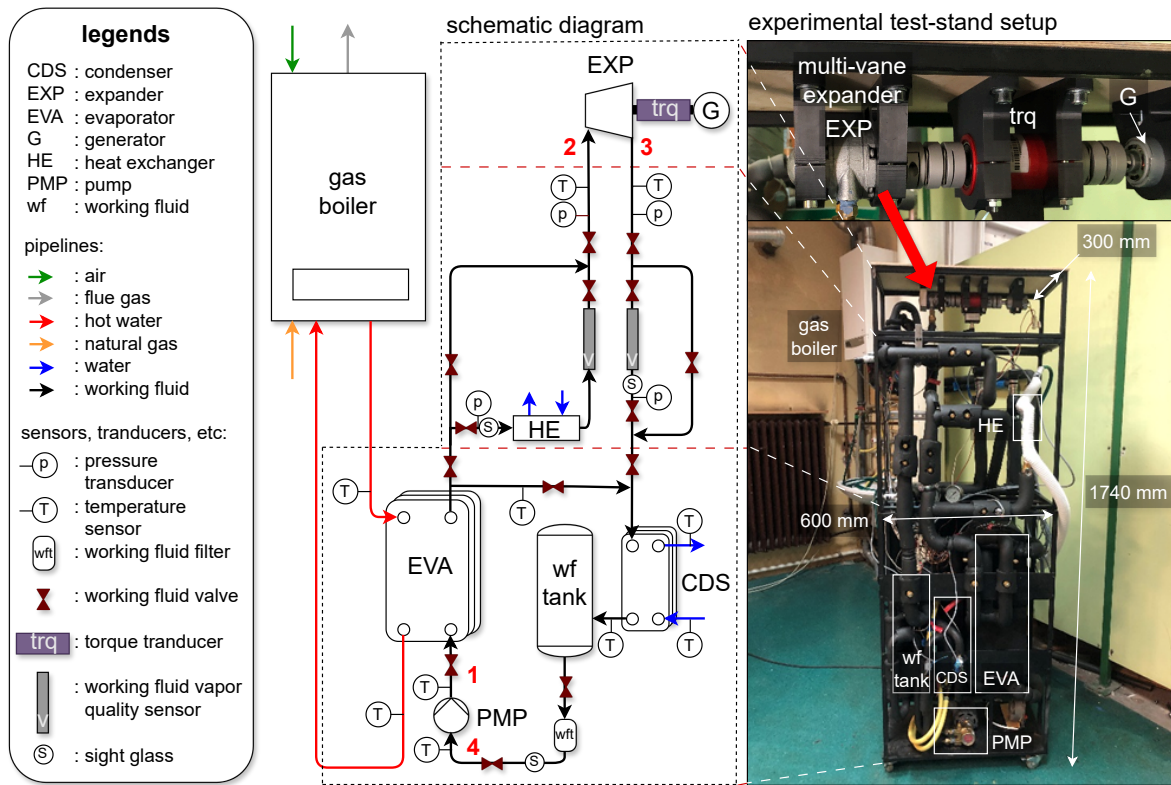 legends
CDS : condenser
EXP : expander
EVA : evaporator
G : generator
HE : heat exchanger
PMP : pump
wf : working fluid
pipelines:
: air
: flue gas
: hot water
: natural gas
: water
: working fluid
sensors, tranducers, etc:
p : pressure
transducer
T : temperature
sensor
wft : working fluid filter
: working fluid valve
trq : torque tranducer
V : working fluid vapor
quality sensor
S : sight glass
schematic diagram
gas
boiler
EXP
trq
G
2
3
T
T
p
p
V
V
S
p
p
S
HE
T
T
T
EVA
wf
tank
CDS
T
T
1
T
T
PMP
4
T
S
wft
experimental test-stand setup
multi-vane
expander
EXP
trq
G
300 mm
gas
boiler
HE
1740 mm
600 mm
wf
tank
CDS
EVA
PMP